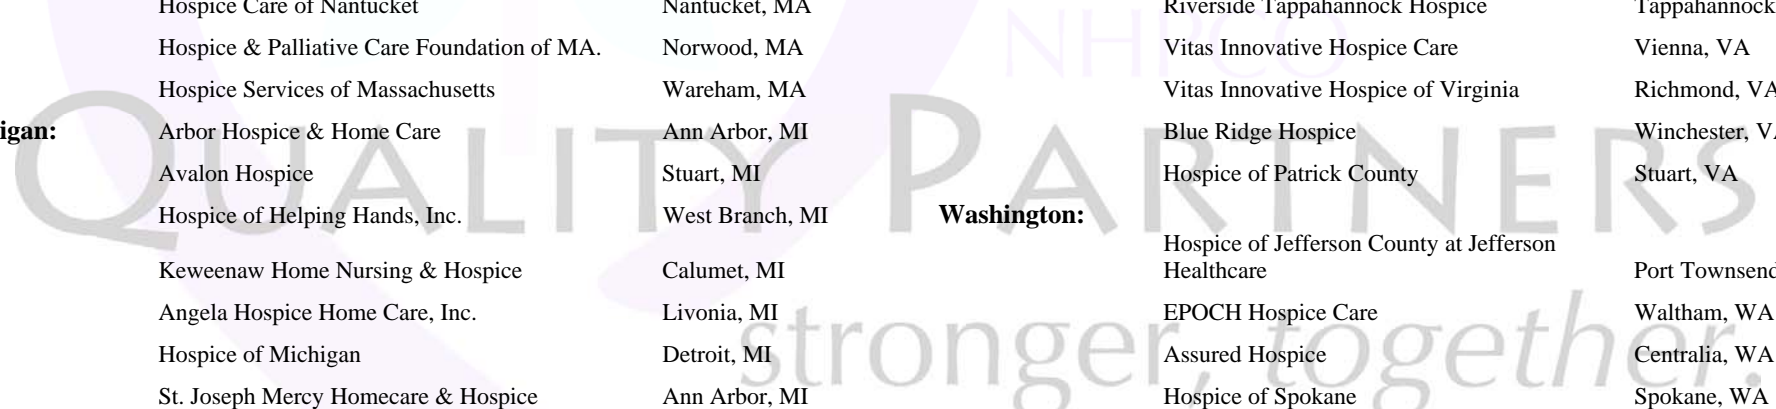 Hospice Care of Nantucket Nantucket, MA
Hospice & Palliative Care Foundation of MA. Norwood, MA
Hospice Services of Massachusetts Wareham, MA
igan: Arbor Hospice & Home Care Ann Arbor, MI
Avalon Hospice Stuart, MI
Hospice of Helping Hands, Inc. West Branch, MI
Keweenaw Home Nursing & Hospice Calumet, MI
Angela Hospice Home Care, Inc. Livonia, MI
Hospice of Michigan Detroit, MI
St. Joseph Mercy Homecare & Hospice Ann Arbor, MI
Riverside Tappahannock Hospice Tappahannock
Vitas Innovative Hospice Care Vienna, VA
Vitas Innovative Hospice of Virginia Richmond, VA
Blue Ridge Hospice Winchester, VA
Hospice of Patrick County Stuart, VA
Washington:
Hospice of Jefferson County at Jefferson
Healthcare Port Townsend
EPOCH Hospice Care Waltham, WA
Assured Hospice Centralia, WA
Hospice of Spokane Spokane, WA
NHPCO
QUALITY PARTNERS
stronger, together.